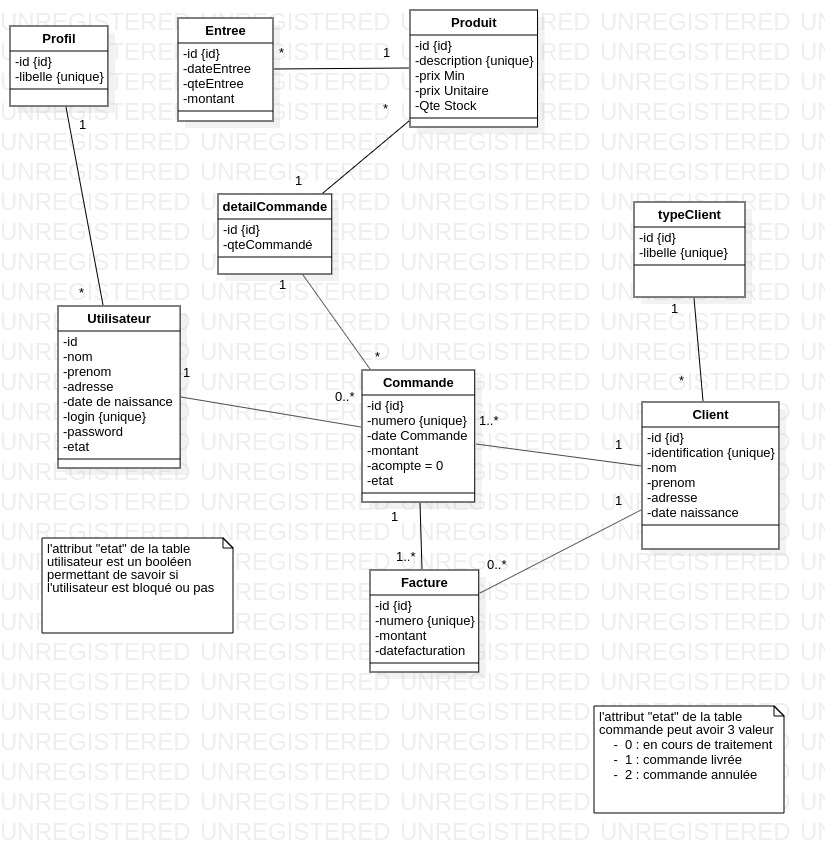 Profil
-id {id}
-libelle {unique}
1
*
Entree
-id {id}
-dateEntree
-qteEntree
-montant
*
1
Produit
-id {id}
-description {unique}
-prix Min
-prix Unitaire
-Qte Stock
*
1
detailCommande
-id {id}
-qteCommandé
1
*
typeClient
-id {id}
-libelle {unique}
1
*
Utilisateur
-id
-nom
-prenom
-adresse
-date de naissance
-login {unique}
-password
-etat
1
0..*
Commande
-id {id}
-numero {unique}
-date Commande
-montant
-acompte = 0
-etat
1..*
1
Client
-id {id}
-identification {unique}
-nom
-prenom
-adresse
-date naissance
1
1
1..*
0..*
Facture
-id {id}
-numero {unique}
-montant
-datefacturation
l'attribut "etat" de la table
utilisateur est un booléen
permettant de savoir si
l'utilisateur est bloqué ou pas
l'attribut "etat" de la table
commande peut avoir 3 valeur
- 0 : en cours de traitement
- 1 : commande livrée
- 2 : commande annulée
UNREGISTERED